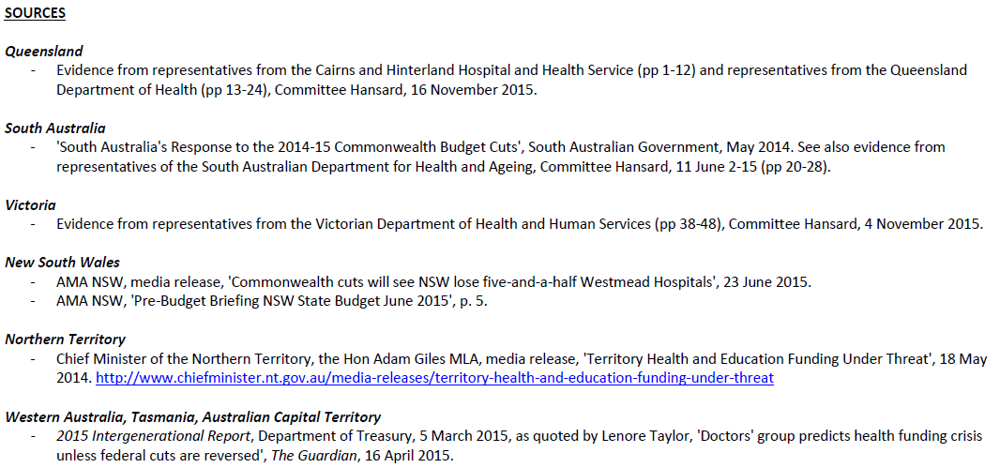 SOURCES
Queensland
- Evidence from representatives from the Cairns and Hinterland Hospital and Health Service (pp 1-12) and representatives from the Queensland
Department of Health (pp 13-24), Committee Hansard, 16 November 2015.
South Australia
- 'South Australia's Response to the 2014-15 Commonwealth Budget Cuts', South Australian Government, May 2014. See also evidence from
representatives of the South Australian Department for Health and Ageing, Committee Hansard, 11 June 2-15 (pp 20-28).
Victoria
- Evidence from representatives from the Victorian Department of Health and Human Services (pp 38-48), Committee Hansard, 4 November 2015.
New South Wales
- AMA NSW, media release, 'Commonwealth cuts will see NSW lose five-and-a-half Westmead Hospitals', 23 June 2015.
- AMA NSW, 'Pre-Budget Briefing NSW State Budget June 2015', p. 5.
Northern Territory
- Chief Minister of the Northern Territory, the Hon Adam Giles MLA, media release, 'Territory Health and Education Funding Under Threat', 18 May
2014. http://www.chiefminister.nt.gov.au/media-releases/territory-health-and-education-funding-under-threat
Western Australia, Tasmania, Australian Capital Territory
- 2015 Intergenerational Report, Department of Treasury, 5 March 2015, as quoted by Lenore Taylor, 'Doctors' group predicts health funding crisis
unless federal cuts are reversed', The Guardian, 16 April 2015.